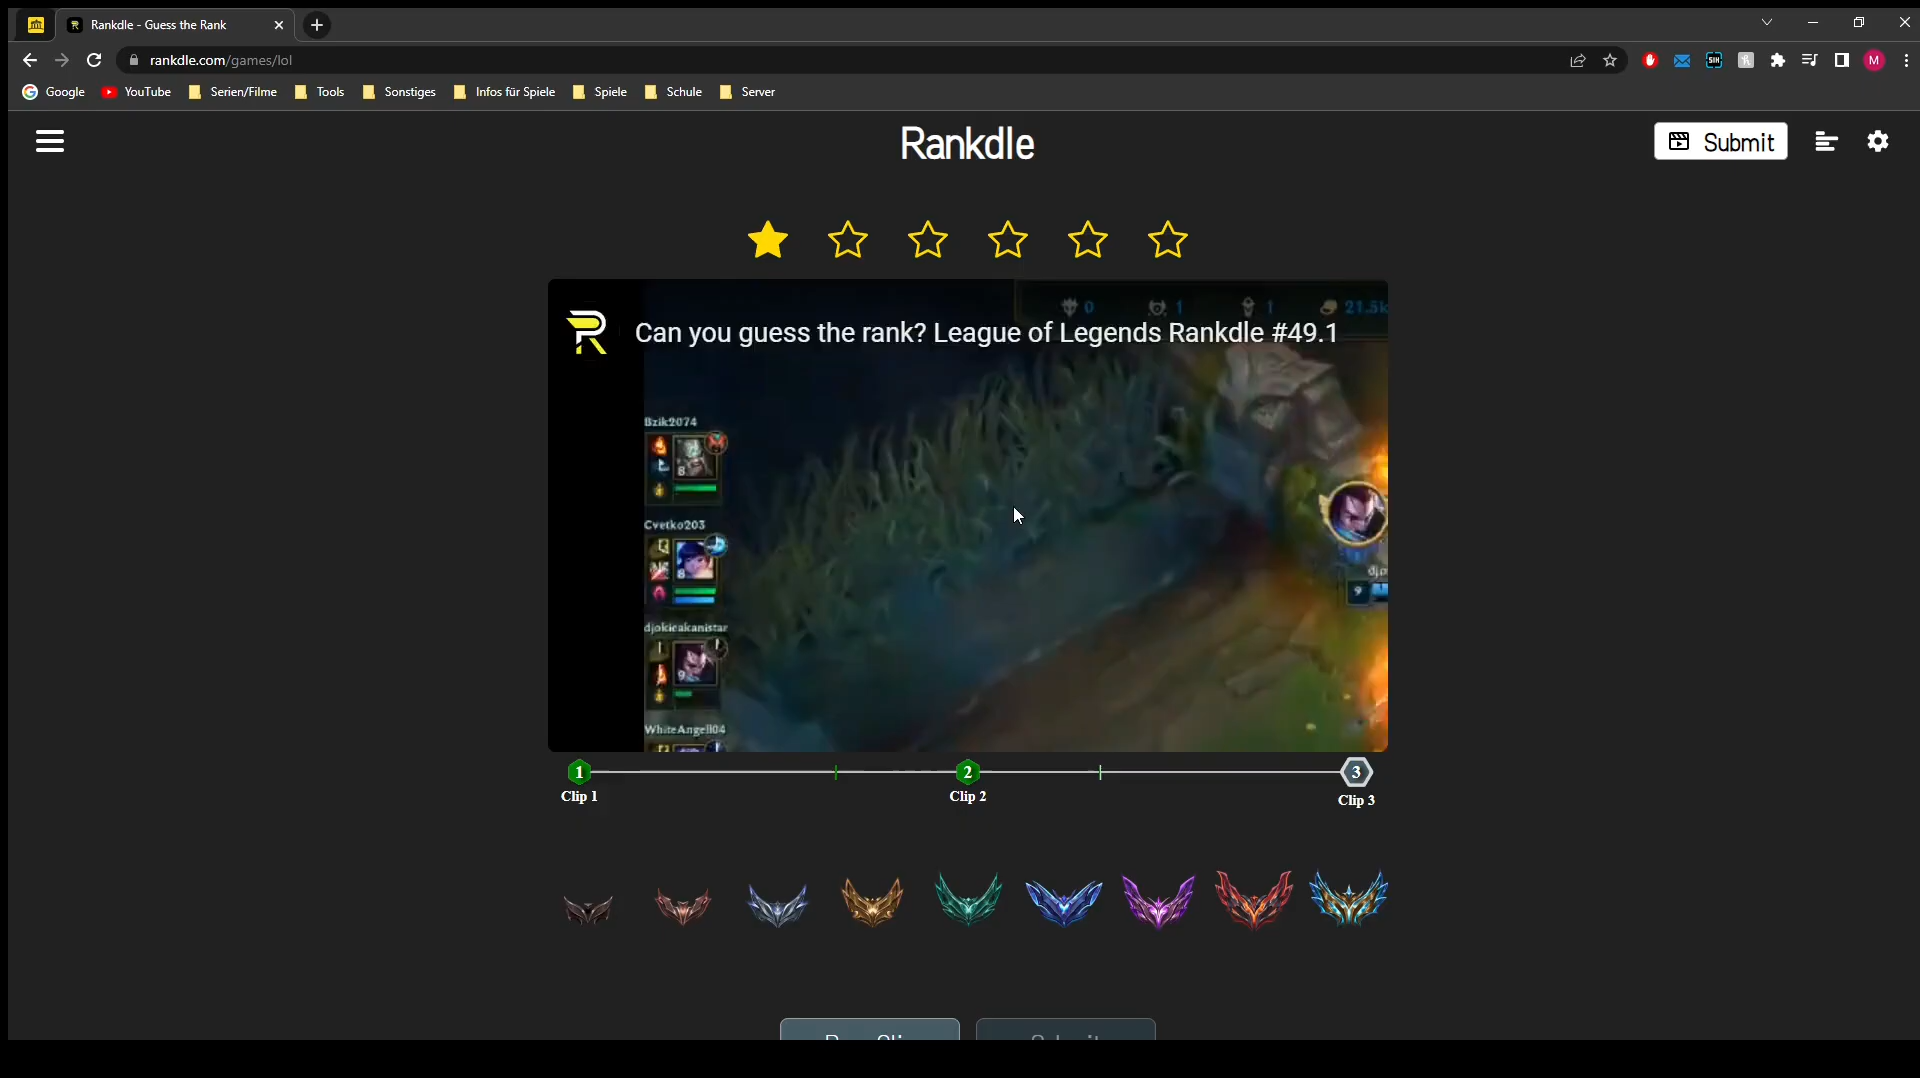 Rankdle - Guess the Rank
rankdle.com/games/lol
Google YouTube Serien/Filme Tools Sonstiges Infos für Spiele Spiele Schule Server
Rankdle
Submit
0 1 1 21.5k
Can you guess the rank? League of Legends Rankdle #49.1
Bzik2074
8
Cvetko203
8
djokicakanistar
9
9
WhiteAngell04
1 2 3
Clip 1 Clip 2 Clip 3